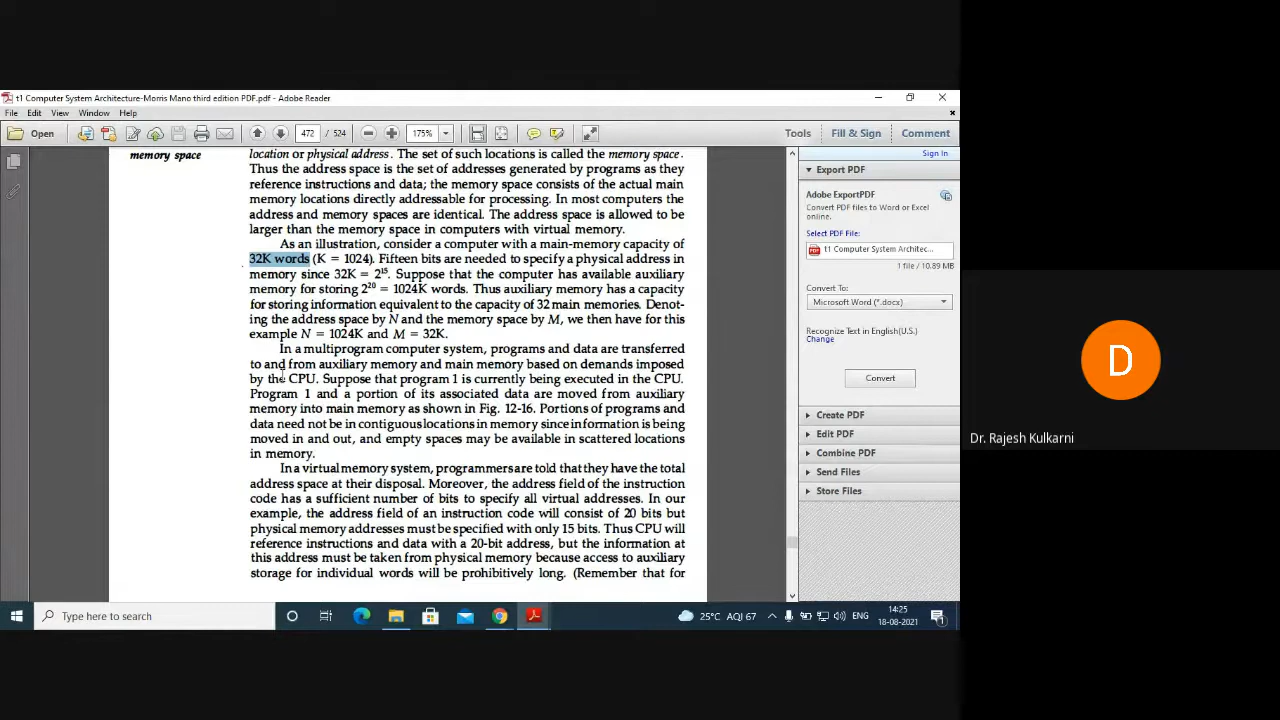 t1 Computer System Architecture-Morris Mano third edition PDF.pdf - Adobe Reader
File Edit View Window Help
Open 472 / 524 175% Tools Fill & Sign Comment
memory space
location or physical address. The set of such locations is called the memory space.
Thus the address space is the set of addresses generated by programs as they
reference instructions and data; the memory space consists of the actual main
memory locations directly addressable for processing. In most computers the
address and memory spaces are identical. The address space is allowed to be
larger than the memory space in computers with virtual memory.
As an illustration, consider a computer with a main-memory capacity of
32K words (K = 1024). Fifteen bits are needed to specify a physical address in
memory since 32K = 2¹⁵. Suppose that the computer has available auxiliary
memory for storing 2²⁰ = 1024K words. Thus auxiliary memory has a capacity
for storing information equivalent to the capacity of 32 main memories. Denot-
ing the address space by N and the memory space by M, we then have for this
example N = 1024K and M = 32K.
In a multiprogram computer system, programs and data are transferred
to and from auxiliary memory and main memory based on demands imposed
by the CPU. Suppose that program 1 is currently being executed in the CPU.
Program 1 and a portion of its associated data are moved from auxiliary
memory into main memory as shown in Fig. 12-16. Portions of programs and
data need not be in contiguous locations in memory since information is being
moved in and out, and empty spaces may be available in scattered locations
in memory.
In a virtual memory system, programmers are told that they have the total
address space at their disposal. Moreover, the address field of the instruction
code has a sufficient number of bits to specify all virtual addresses. In our
example, the address field of an instruction code will consist of 20 bits but
physical memory addresses must be specified with only 15 bits. Thus CPU will
reference instructions and data with a 20-bit address, but the information at
this address must be taken from physical memory because access to auxiliary
storage for individual words will be prohibitively long. (Remember that for
Sign In
Export PDF
Adobe ExportPDF
Convert PDF files to Word or Excel
online.
Select PDF File:
t1 Computer System Architec...
1 file / 10.89 MB
Convert To:
Microsoft Word (*.docx)
Recognize Text in English(U.S.)
Change
Convert
Create PDF
Edit PDF
Combine PDF
Send Files
Store Files
D
Dr. Rajesh Kulkarni
Type here to search
25°C AQI 67 ENG
14:25
18-08-2021
1